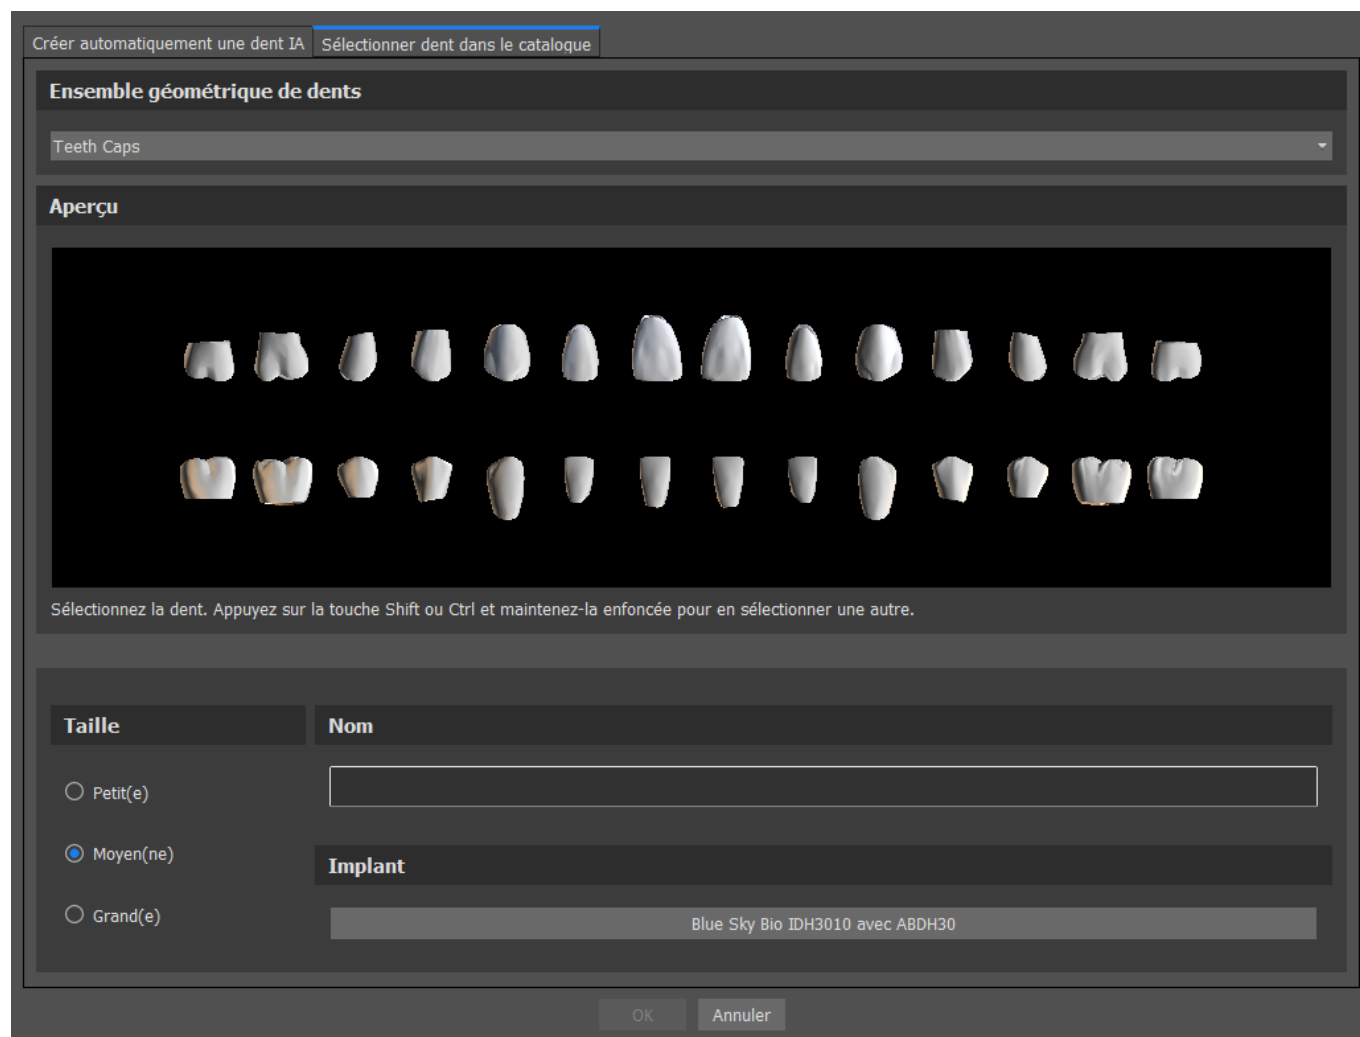 Créer automatiquement une dent IA
Sélectionner dent dans le catalogue
Ensemble géométrique de dents
Teeth Caps
Aperçu
Sélectionnez la dent. Appuyez sur la touche Shift ou Ctrl et maintenez-la enfoncée pour en sélectionner une autre.
Taille
Nom
Petit(e)
Moyen(ne)
Implant
Grand(e)
Blue Sky Bio IDH3010 avec ABDH30
OK
Annuler